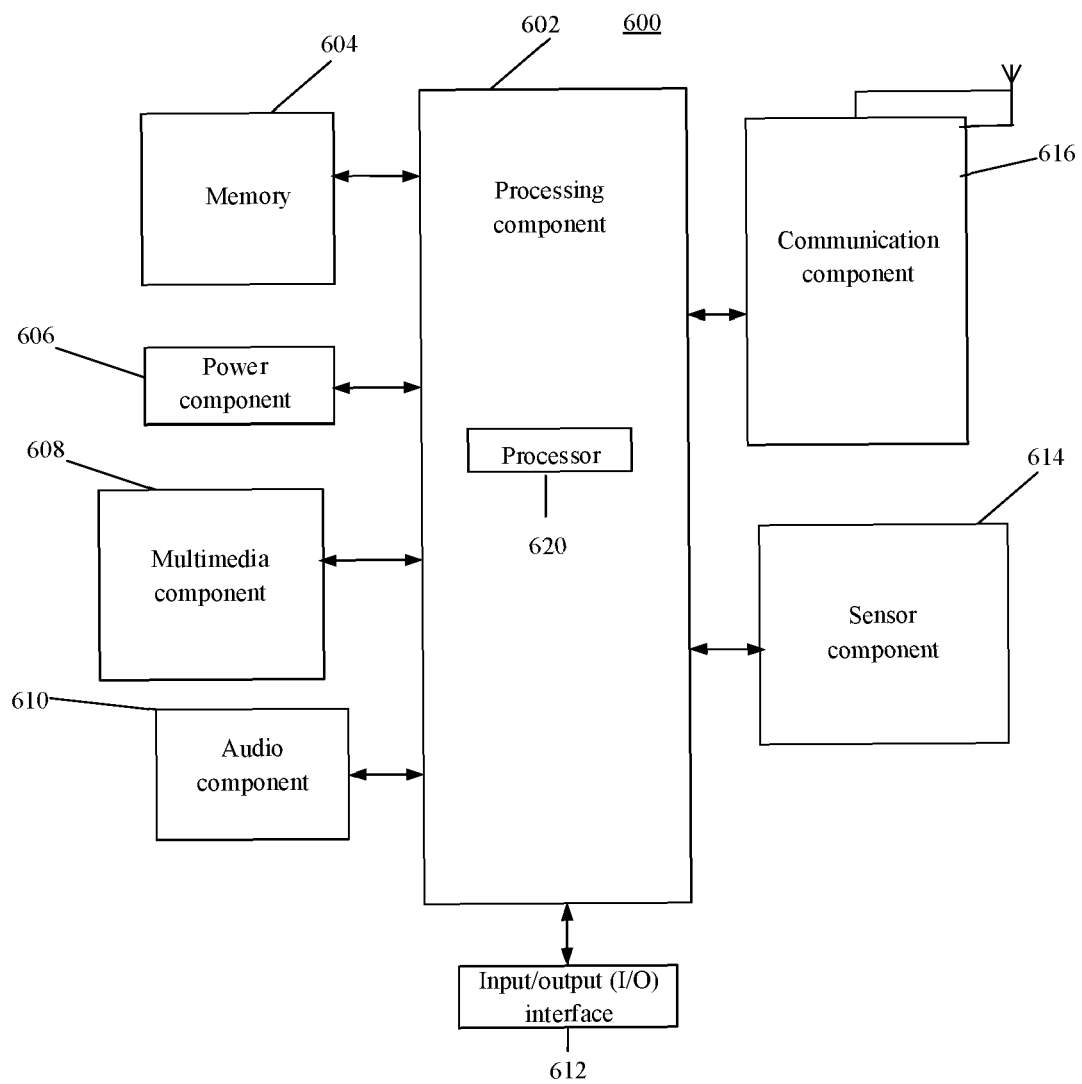 602
600
604
616
Memory
Processing
component
Communication
component
606
Power
component
608
Processor
614
620
Multimedia
component
Sensor
component
610
Audio
component
Input/output (I/O)
interface
612